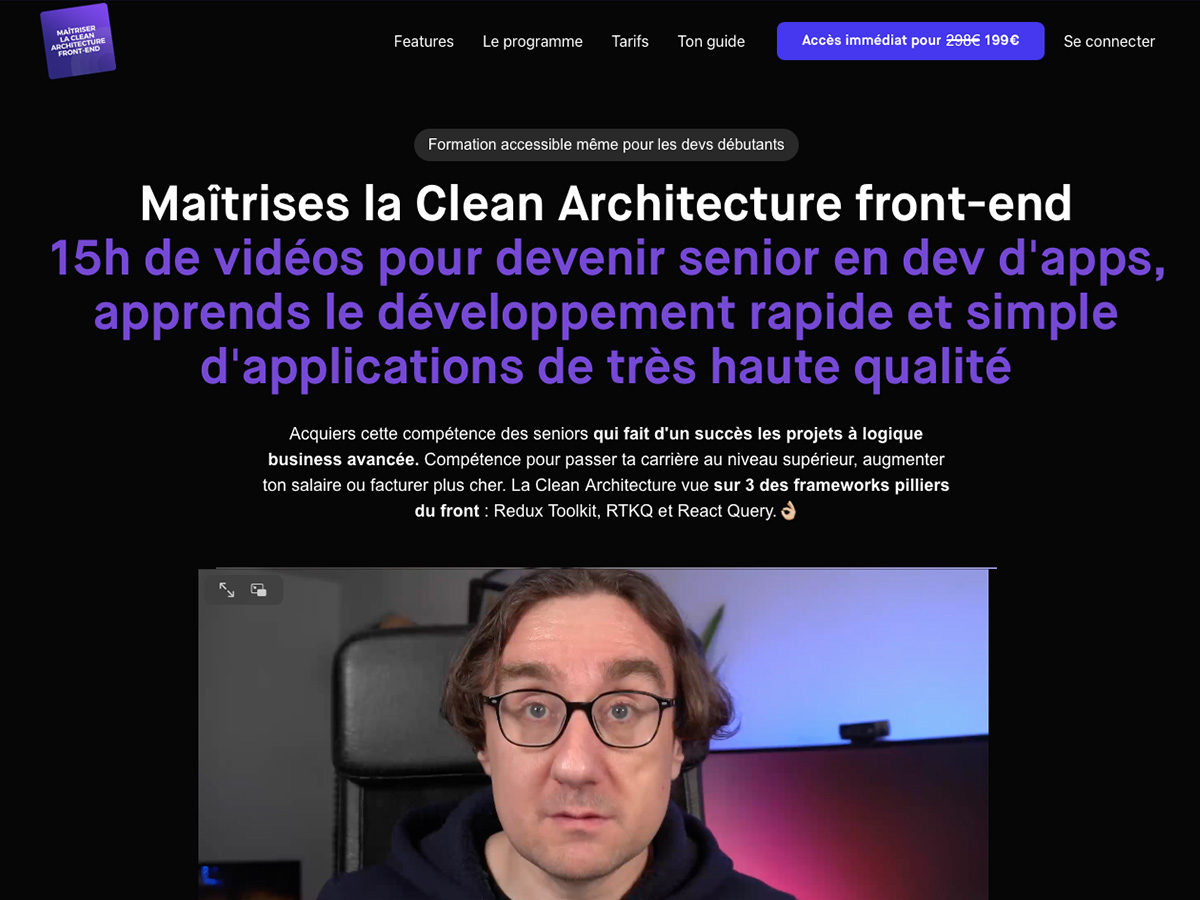 MAÎTRISER
LA CLEAN
ARCHITECTURE
FRONT-END
Features
Le programme
Tarifs
Ton guide
Accès immédiat pour 298€ 199€
Se connecter
Formation accessible même pour les devs débutants
Maîtrises la Clean Architecture front-end
15h de vidéos pour devenir senior en dev d'apps,
apprends le développement rapide et simple
d'applications de très haute qualité
Acquiers cette compétence des seniors qui fait d'un succès les projets à logique
business avancée. Compétence pour passer ta carrière au niveau supérieur, augmenter
ton salaire ou facturer plus cher. La Clean Architecture vue sur 3 des frameworks pilliers
du front : Redux Toolkit, RTKQ et React Query.👌🏼